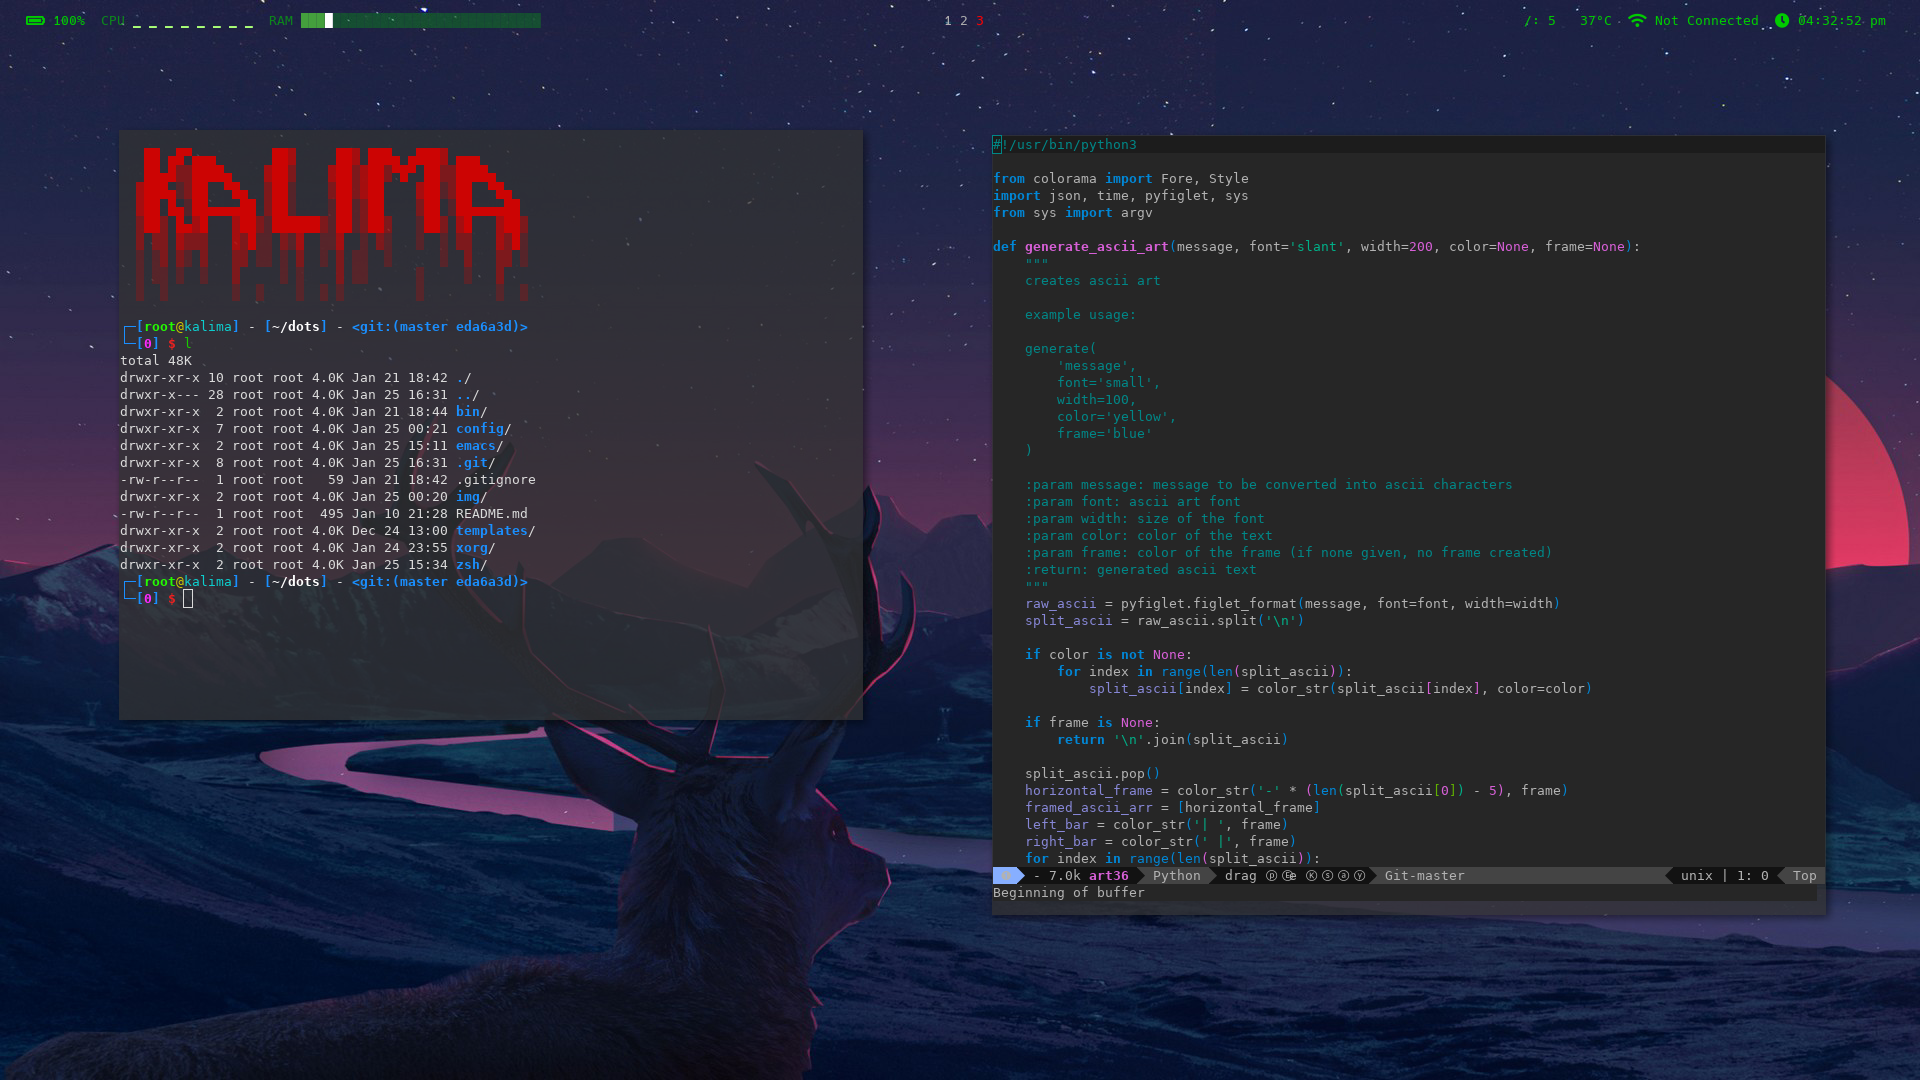 100% CPU RAM 1 2 3 /: 5 37°C Not Connected 04:32:52 pm
KALIMA
┌─[root@kalima] - [~/dots] - <git:(master eda6a3d)>
└─[0] $ l
total 48K
drwxr-xr-x 10 root root 4.0K Jan 21 18:42 ./
drwxr-x--- 28 root root 4.0K Jan 25 16:31 ../
drwxr-xr-x  2 root root 4.0K Jan 21 18:44 bin/
drwxr-xr-x  7 root root 4.0K Jan 25 00:21 config/
drwxr-xr-x  2 root root 4.0K Jan 25 15:11 emacs/
drwxr-xr-x  8 root root 4.0K Jan 25 16:31 .git/
-rw-r--r--  1 root root   59 Jan 21 18:42 .gitignore
drwxr-xr-x  2 root root 4.0K Jan 25 00:20 img/
-rw-r--r--  1 root root  495 Jan 10 21:28 README.md
drwxr-xr-x  2 root root 4.0K Dec 24 13:00 templates/
drwxr-xr-x  2 root root 4.0K Jan 24 23:55 xorg/
drwxr-xr-x  2 root root 4.0K Jan 25 15:34 zsh/
┌─[root@kalima] - [~/dots] - <git:(master eda6a3d)>
└─[0] $
#!/usr/bin/python3
from colorama import Fore, Style
import json, time, pyfiglet, sys
from sys import argv
def generate_ascii_art(message, font='slant', width=200, color=None, frame=None):
    """
    creates ascii art
    example usage:
    generate(
        'message',
        font='small',
        width=100,
        color='yellow',
        frame='blue'
    )
    :param message: message to be converted into ascii characters
    :param font: ascii art font
    :param width: size of the font
    :param color: color of the text
    :param frame: color of the frame (if none given, no frame created)
    :return: generated ascii text
    """
    raw_ascii = pyfiglet.figlet_format(message, font=font, width=width)
    split_ascii = raw_ascii.split('\n')
    if color is not None:
        for index in range(len(split_ascii)):
            split_ascii[index] = color_str(split_ascii[index], color=color)
    if frame is None:
        return '\n'.join(split_ascii)
    split_ascii.pop()
    horizontal_frame = color_str('-' * (len(split_ascii[0]) - 5), frame)
    framed_ascii_arr = [horizontal_frame]
    left_bar = color_str('| ', frame)
    right_bar = color_str(' |', frame)
    for index in range(len(split_ascii)):
- 7.0k art36 Python drag ⓟ e ⓚ ⓢ ⓐ ⓨ Git-master unix | 1: 0 Top
Beginning of buffer